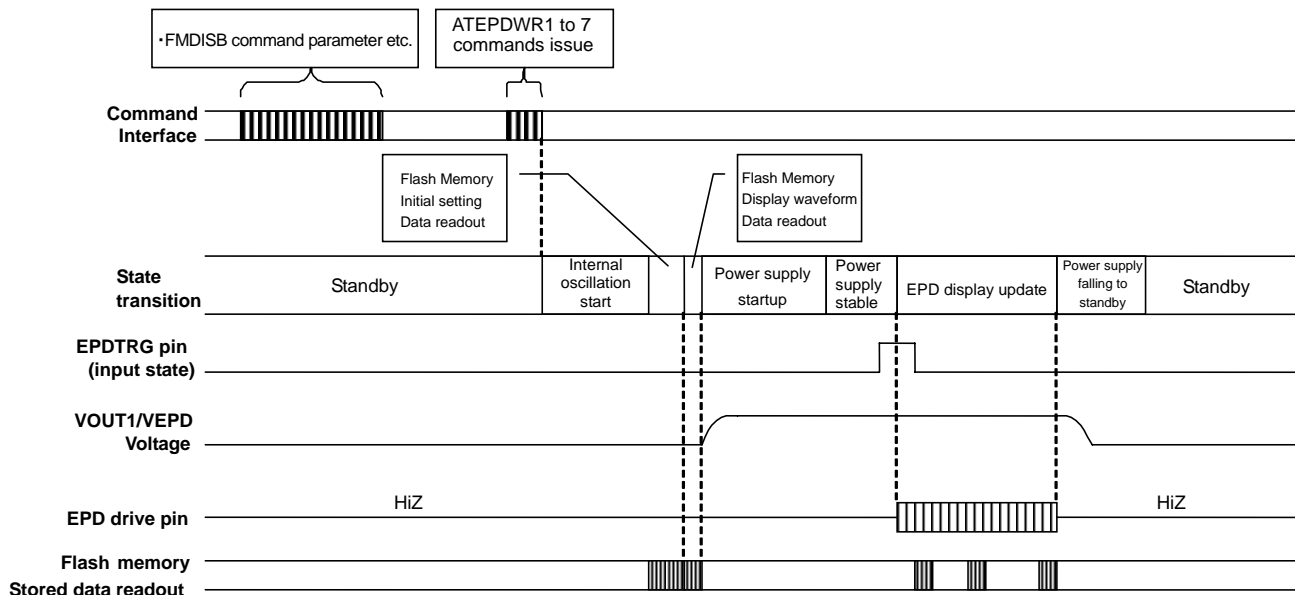 ・FMDISB command parameter etc.
ATEPDWR1 to 7
commands issue
Command
Interface
Flash Memory
Initial setting
Data readout
Flash Memory
Display waveform
Data readout
State
transition
Standby
Internal
oscillation
start
Power supply
startup
Power
supply
stable
EPD display update
Power supply
falling to
standby
Standby
EPDTRG pin
(input state)
VOUT1/VEPD
Voltage
HiZ
HiZ
EPD drive pin
Flash memory
Stored data readout